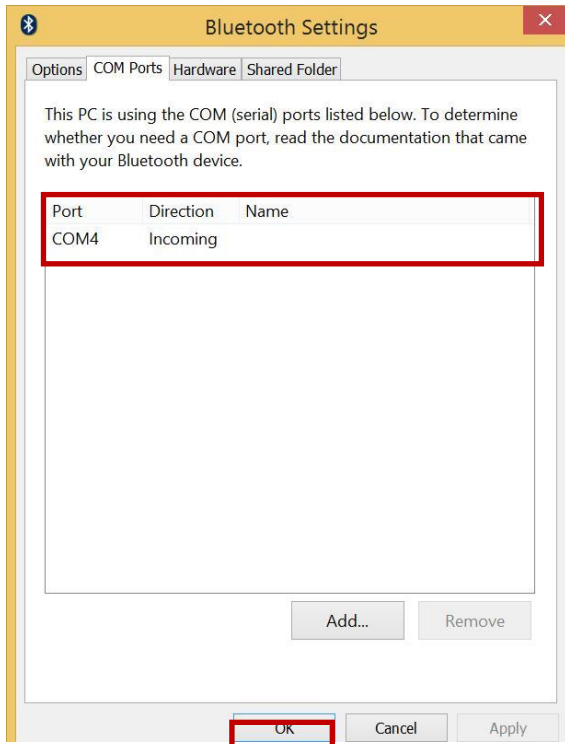 Bluetooth Settings
Options COM Ports Hardware Shared Folder
This PC is using the COM (serial) ports listed below. To determine
whether you need a COM port, read the documentation that came
with your Bluetooth device.
Port Direction Name
COM4 Incoming
Add... Remove
OK Cancel Apply